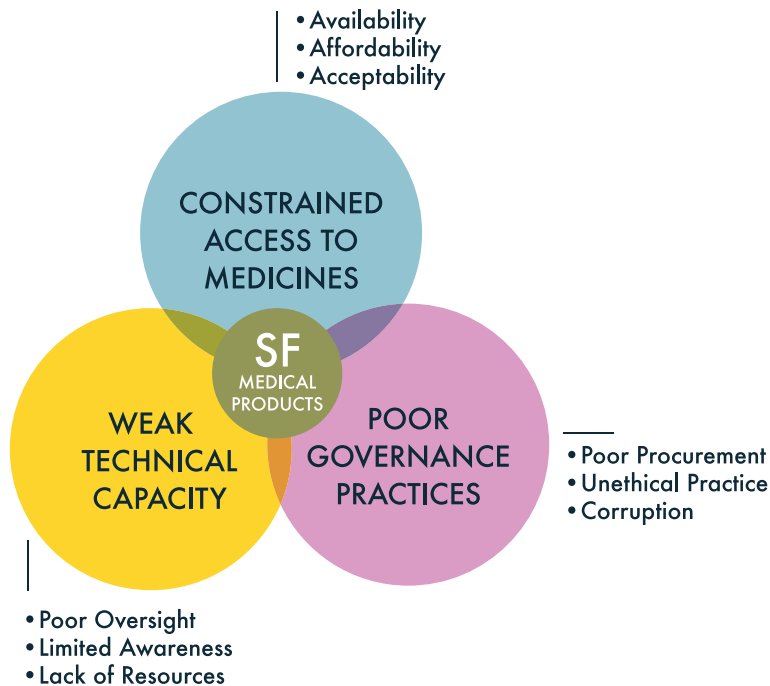 • Availability
• Affordability
• Acceptability
CONSTRAINED
ACCESS TO
MEDICINES
SF
MEDICAL
PRODUCTS
WEAK
TECHNICAL
CAPACITY
POOR
GOVERNANCE
PRACTICES
• Poor Procurement
• Unethical Practice
• Corruption
• Poor Oversight
• Limited Awareness
• Lack of Resources